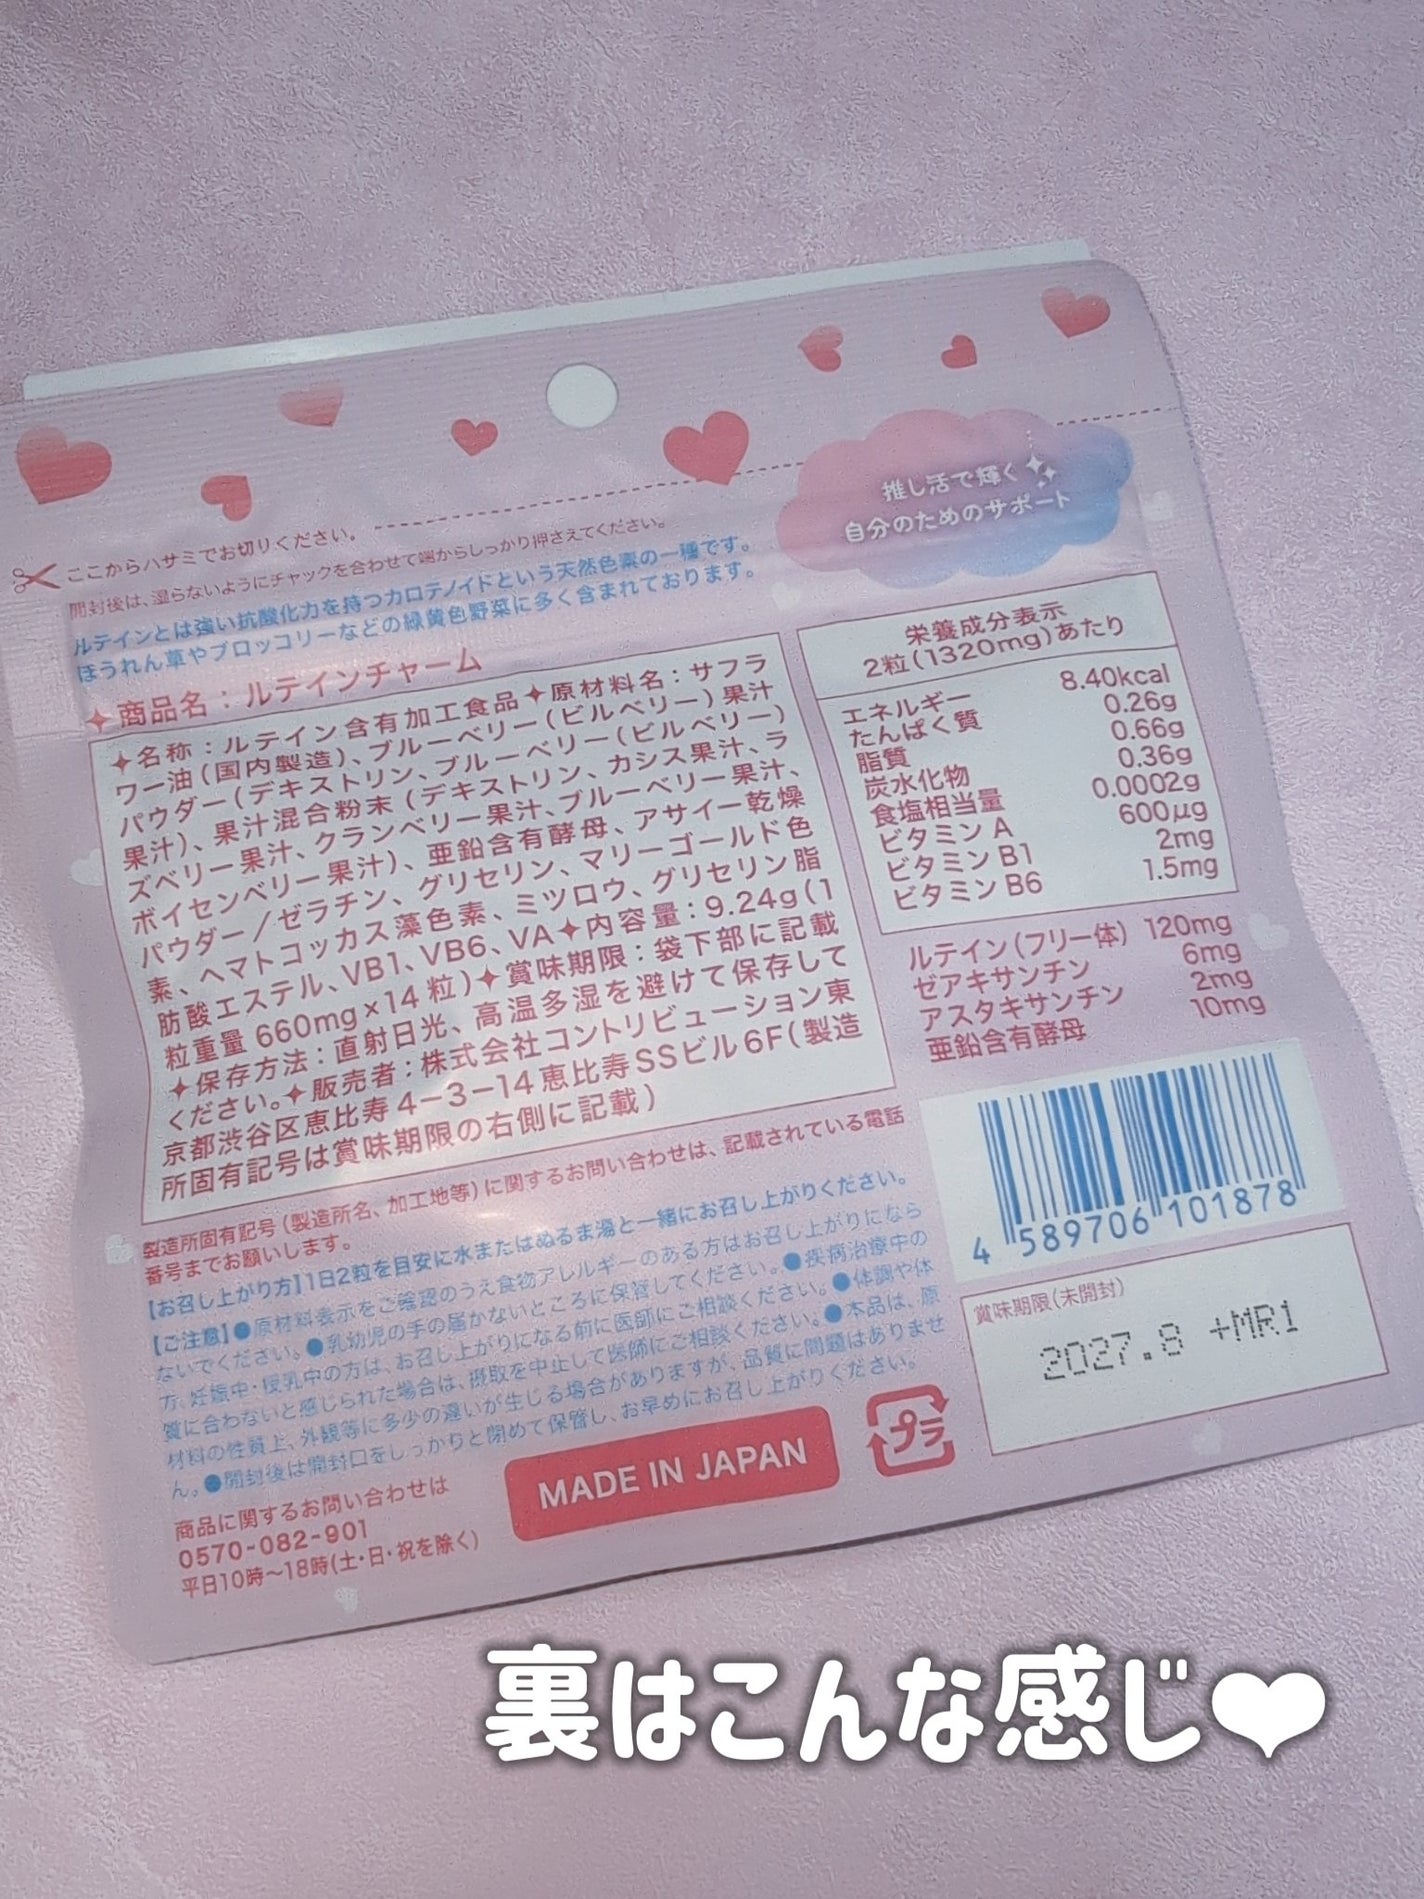 推し活で輝く
自分のためのサポート
ここからハサミでお切りください。
開封後は、湿らないようにチャックを合わせて端からしっかり押さえてください。
ルテインとは強い抗酸化力を持つカロテノイドという天然色素の一種です。
ほうれん草やブロッコリーなどの緑黄色野菜に多く含まれております。
✦商品名：ルテインチャーム
✦名称：ルテイン含有加工食品✦原材料名：サフラ
ワー油(国内製造)、ブルーベリー(ビルベリー)果汁
パウダー(デキストリン、ブルーベリー(ビルベリー)
果汁)、果汁混合粉末(デキストリン、カシス果汁、ラ
ズベリー果汁、クランベリー果汁、ブルーベリー果汁、
ボイセンベリー果汁)、亜鉛含有酵母、アサイー乾燥
パウダー/ゼラチン、グリセリン、マリーゴールド色
素、ヘマトコッカス藻色素、ミツロウ、グリセリン脂
肪酸エステル、VB1、VB6、VA✦内容量：9.24g(1
粒重量 660mg×14粒)✦賞味期限：袋下部に記載
✦保存方法：直射日光、高温多湿を避けて保存して
ください。✦販売者：株式会社コントリビューション東
京都渋谷区恵比寿4-3-14恵比寿SSビル6F(製造
所固有記号は賞味期限の右側に記載)
製造所固有記号(製造所名、加工地等)に関するお問い合わせは、記載されている電話
番号までお願いします。
【お召し上がり方】1日2粒を目安に水またはぬるま湯と一緒にお召し上がりください。
【ご注意】●原材料表示をご確認のうえ食物アレルギーのある方はお召し上がりになら
ないでください。●乳幼児の手の届かないところに保管してください。●疾病治療中の
方、妊娠中・授乳中の方は、お召し上がりになる前に医師にご相談ください。●体調や体
質に合わないと感じられた場合は、摂取を中止して医師にご相談ください。●本品は、原
材料の性質上、外観等に多少の違いが生じる場合がありますが、品質に問題はありませ
ん。●開封後は開封口をしっかりと閉めて保管し、お早めにお召し上がりください。
商品に関するお問い合わせは
0570-082-901
平日10時～18時(土・日・祝を除く)
MADE IN JAPAN
プラ
栄養成分表示
2粒(1320mg)あたり
エネルギー 8.40kcal
たんぱく質 0.26g
脂質 0.66g
炭水化物 0.36g
食塩相当量 0.0002g
ビタミンA 600μg
ビタミンB1 2mg
ビタミンB6 1.5mg
ルテイン(フリー体) 120mg
ゼアキサンチン 6mg
アスタキサンチン 2mg
亜鉛含有酵母 10mg
4 589706 101878
賞味期限(未開封)
2027.8 +MR1
裏はこんな感じ❤